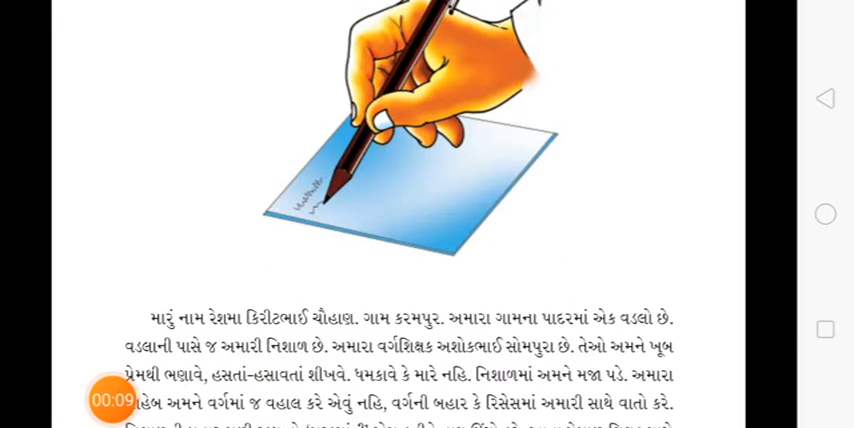 મારું નામ રેશમા કિરીટભાઈ ચૌહાણ. ગામ કરમપુર. અમારા ગામના પાદરમાં એક વડલો છે.
વડલાની પાસે જ અમારી નિશાળ છે. અમારા વર્ગશિક્ષક અશોકભાઈ સોમપુરા છે. તેઓ અમને ખૂબ
પ્રેમથી ભણાવે, હસતાં-હસાવતાં શીખવે. ધમકાવે કે મારે નહિ. નિશાળમાં અમને મજા પડે. અમારા
અમને વર્ગમાં જ વહાલ કરે એવું નહિ, વર્ગની બહાર કે રિસેસમાં અમારી સાથે વાતો કરે.
00:09